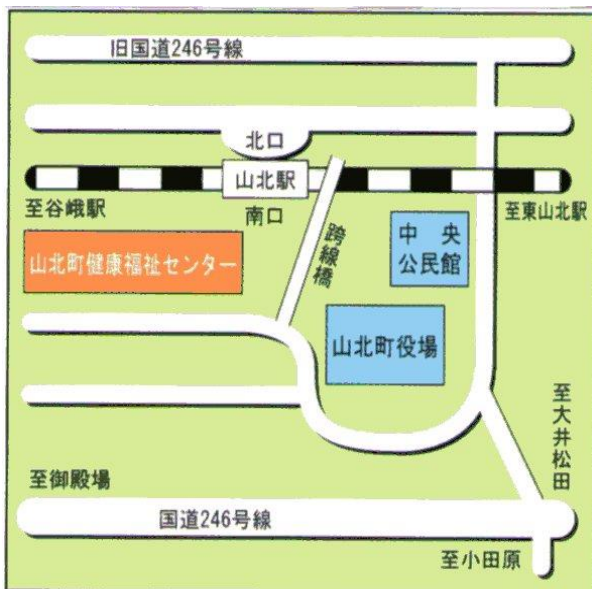 旧国道246号線
北口
山北駅
至谷峨駅
南口
至東山北駅
山北町健康福祉センター
跨線橋
中央
公民館
山北町役場
至大井松田
至御殿場
国道246号線
至小田原